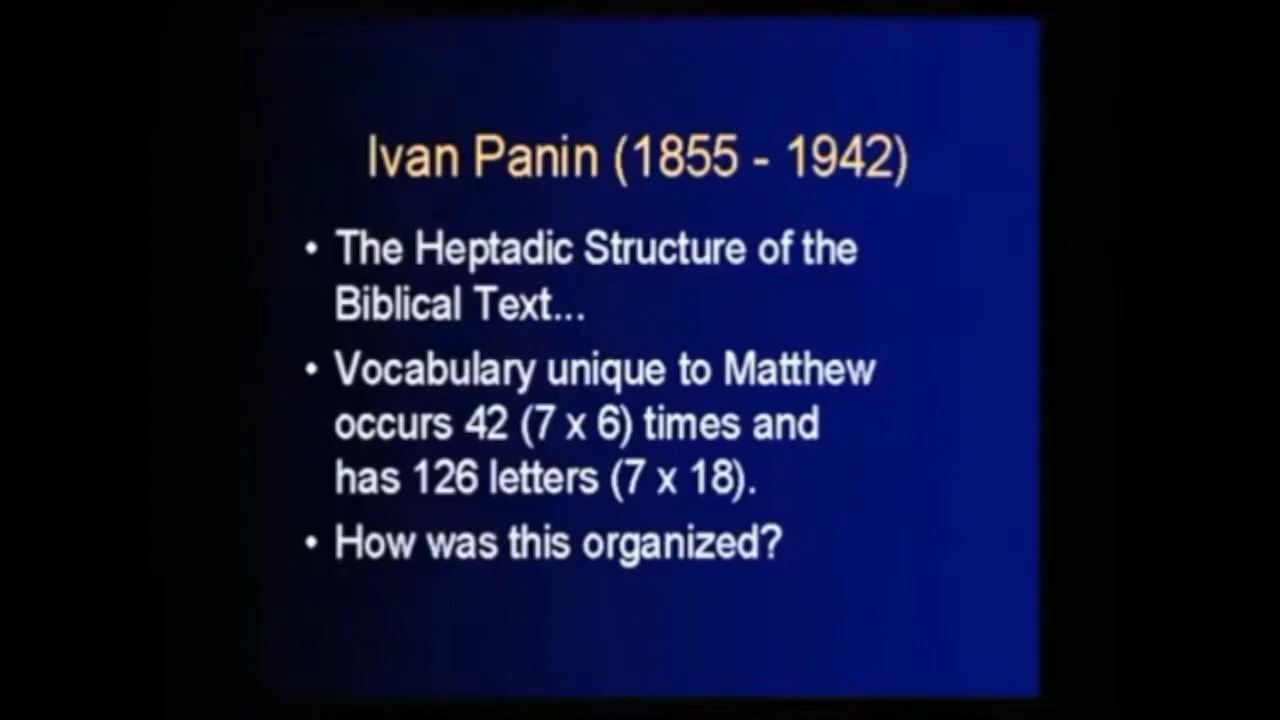 Ivan Panin (1855 - 1942)
• The Heptadic Structure of the
Biblical Text...
• Vocabulary unique to Matthew
occurs 42 (7 x 6) times and
has 126 letters (7 x 18).
• How was this organized?